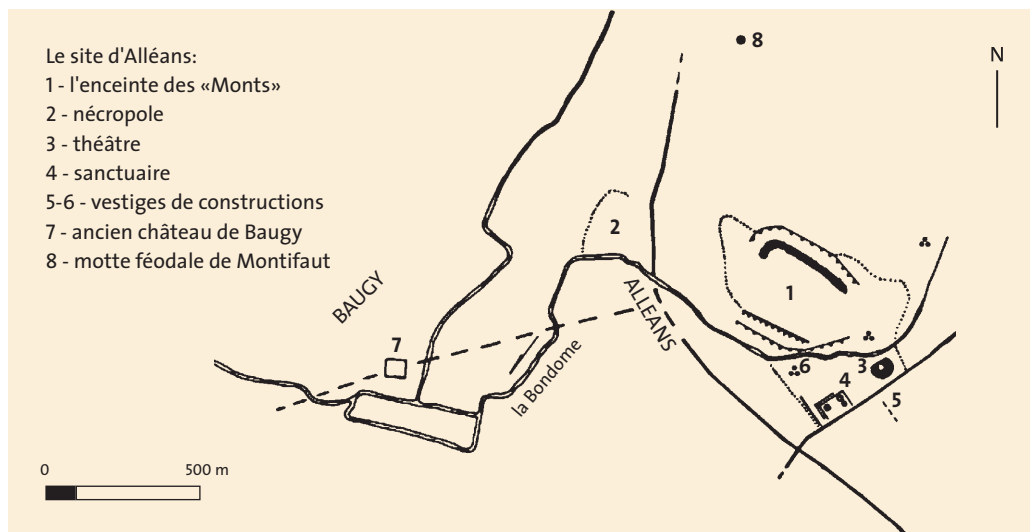 Le site d'Alléans:
1 - l'enceinte des «Monts»
2 - nécropole
3 - théâtre
4 - sanctuaire
5-6 - vestiges de constructions
7 - ancien château de Baugy
8 - motte féodale de Montifaut
8
N
2
1
BAUGY
ALLEANS
7
la Bondome
6
3
4
5
0 500 m